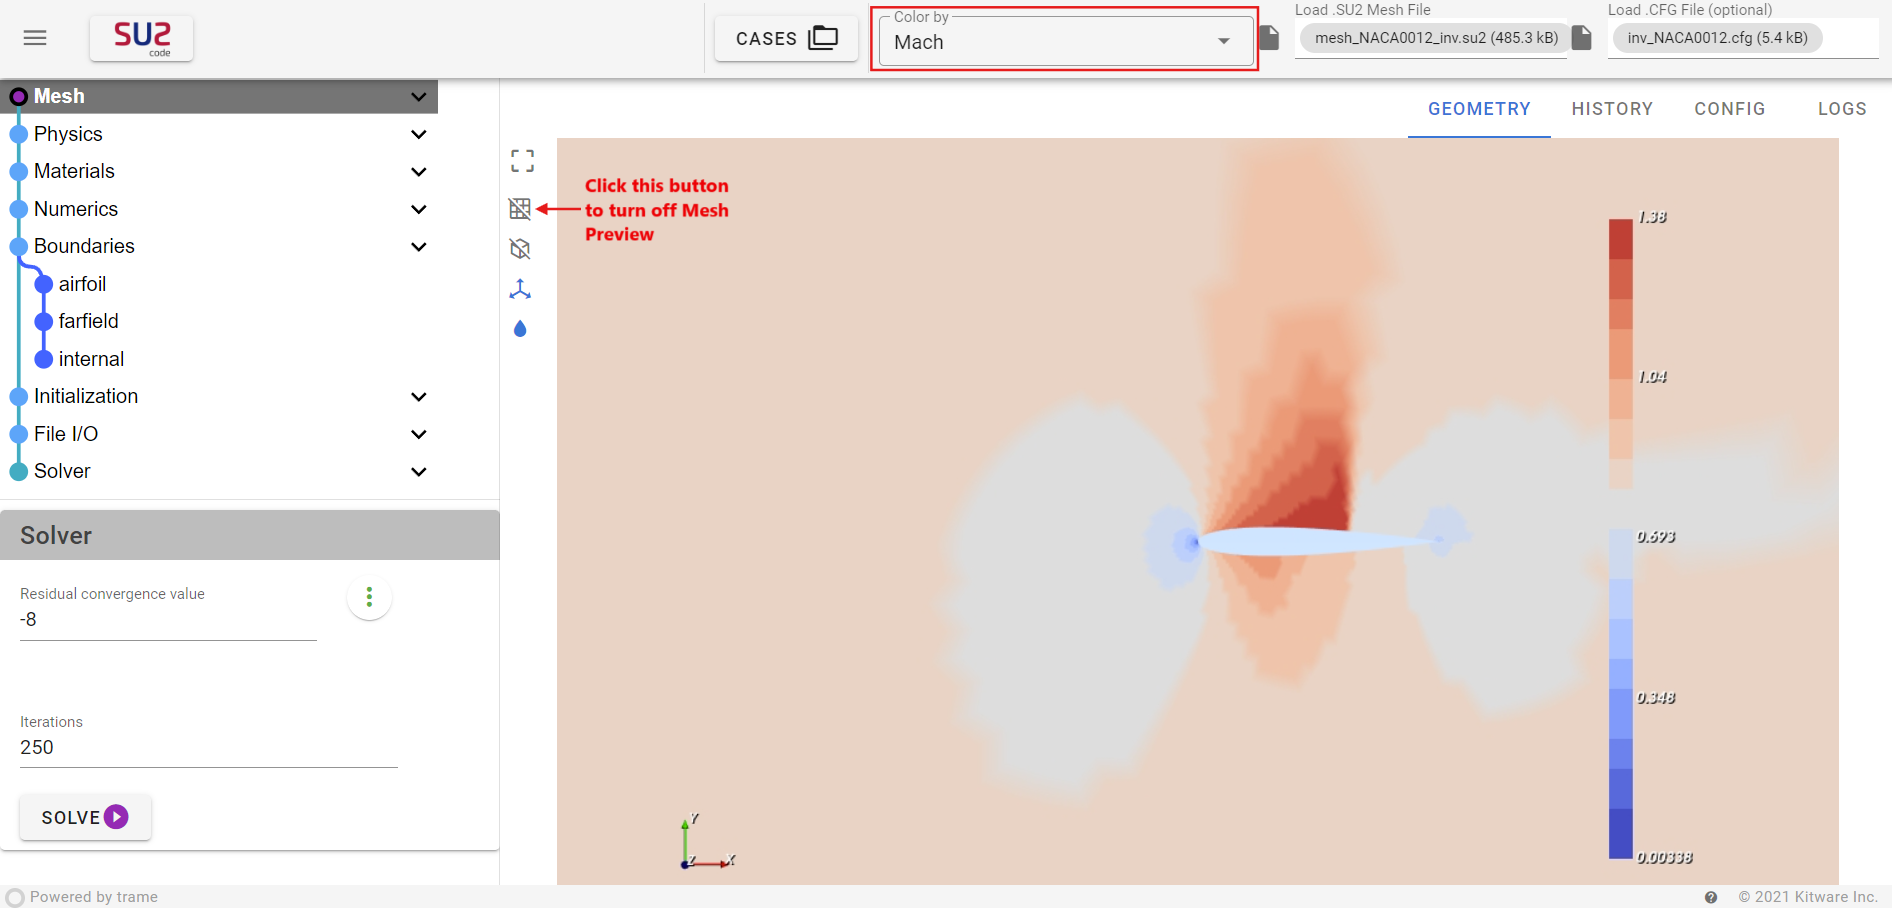 SU2
code
CASES
Color by
Mach
Load .SU2 Mesh File
mesh_NACA0012_inv.su2 (485.3 kB)
Load .CFG File (optional)
inv_NACA0012.cfg (5.4 kB)
Mesh
Physics
Materials
Numerics
Boundaries
airfoil
farfield
internal
Initialization
File I/O
Solver
Solver
Residual convergence value
-8
Iterations
250
SOLVE
GEOMETRY
HISTORY
CONFIG
LOGS
Click this button
to turn off Mesh
Preview
1.38
1.04
0.693
0.348
0.00338
Y
Z
X
Powered by trame
? © 2021 Kitware Inc.